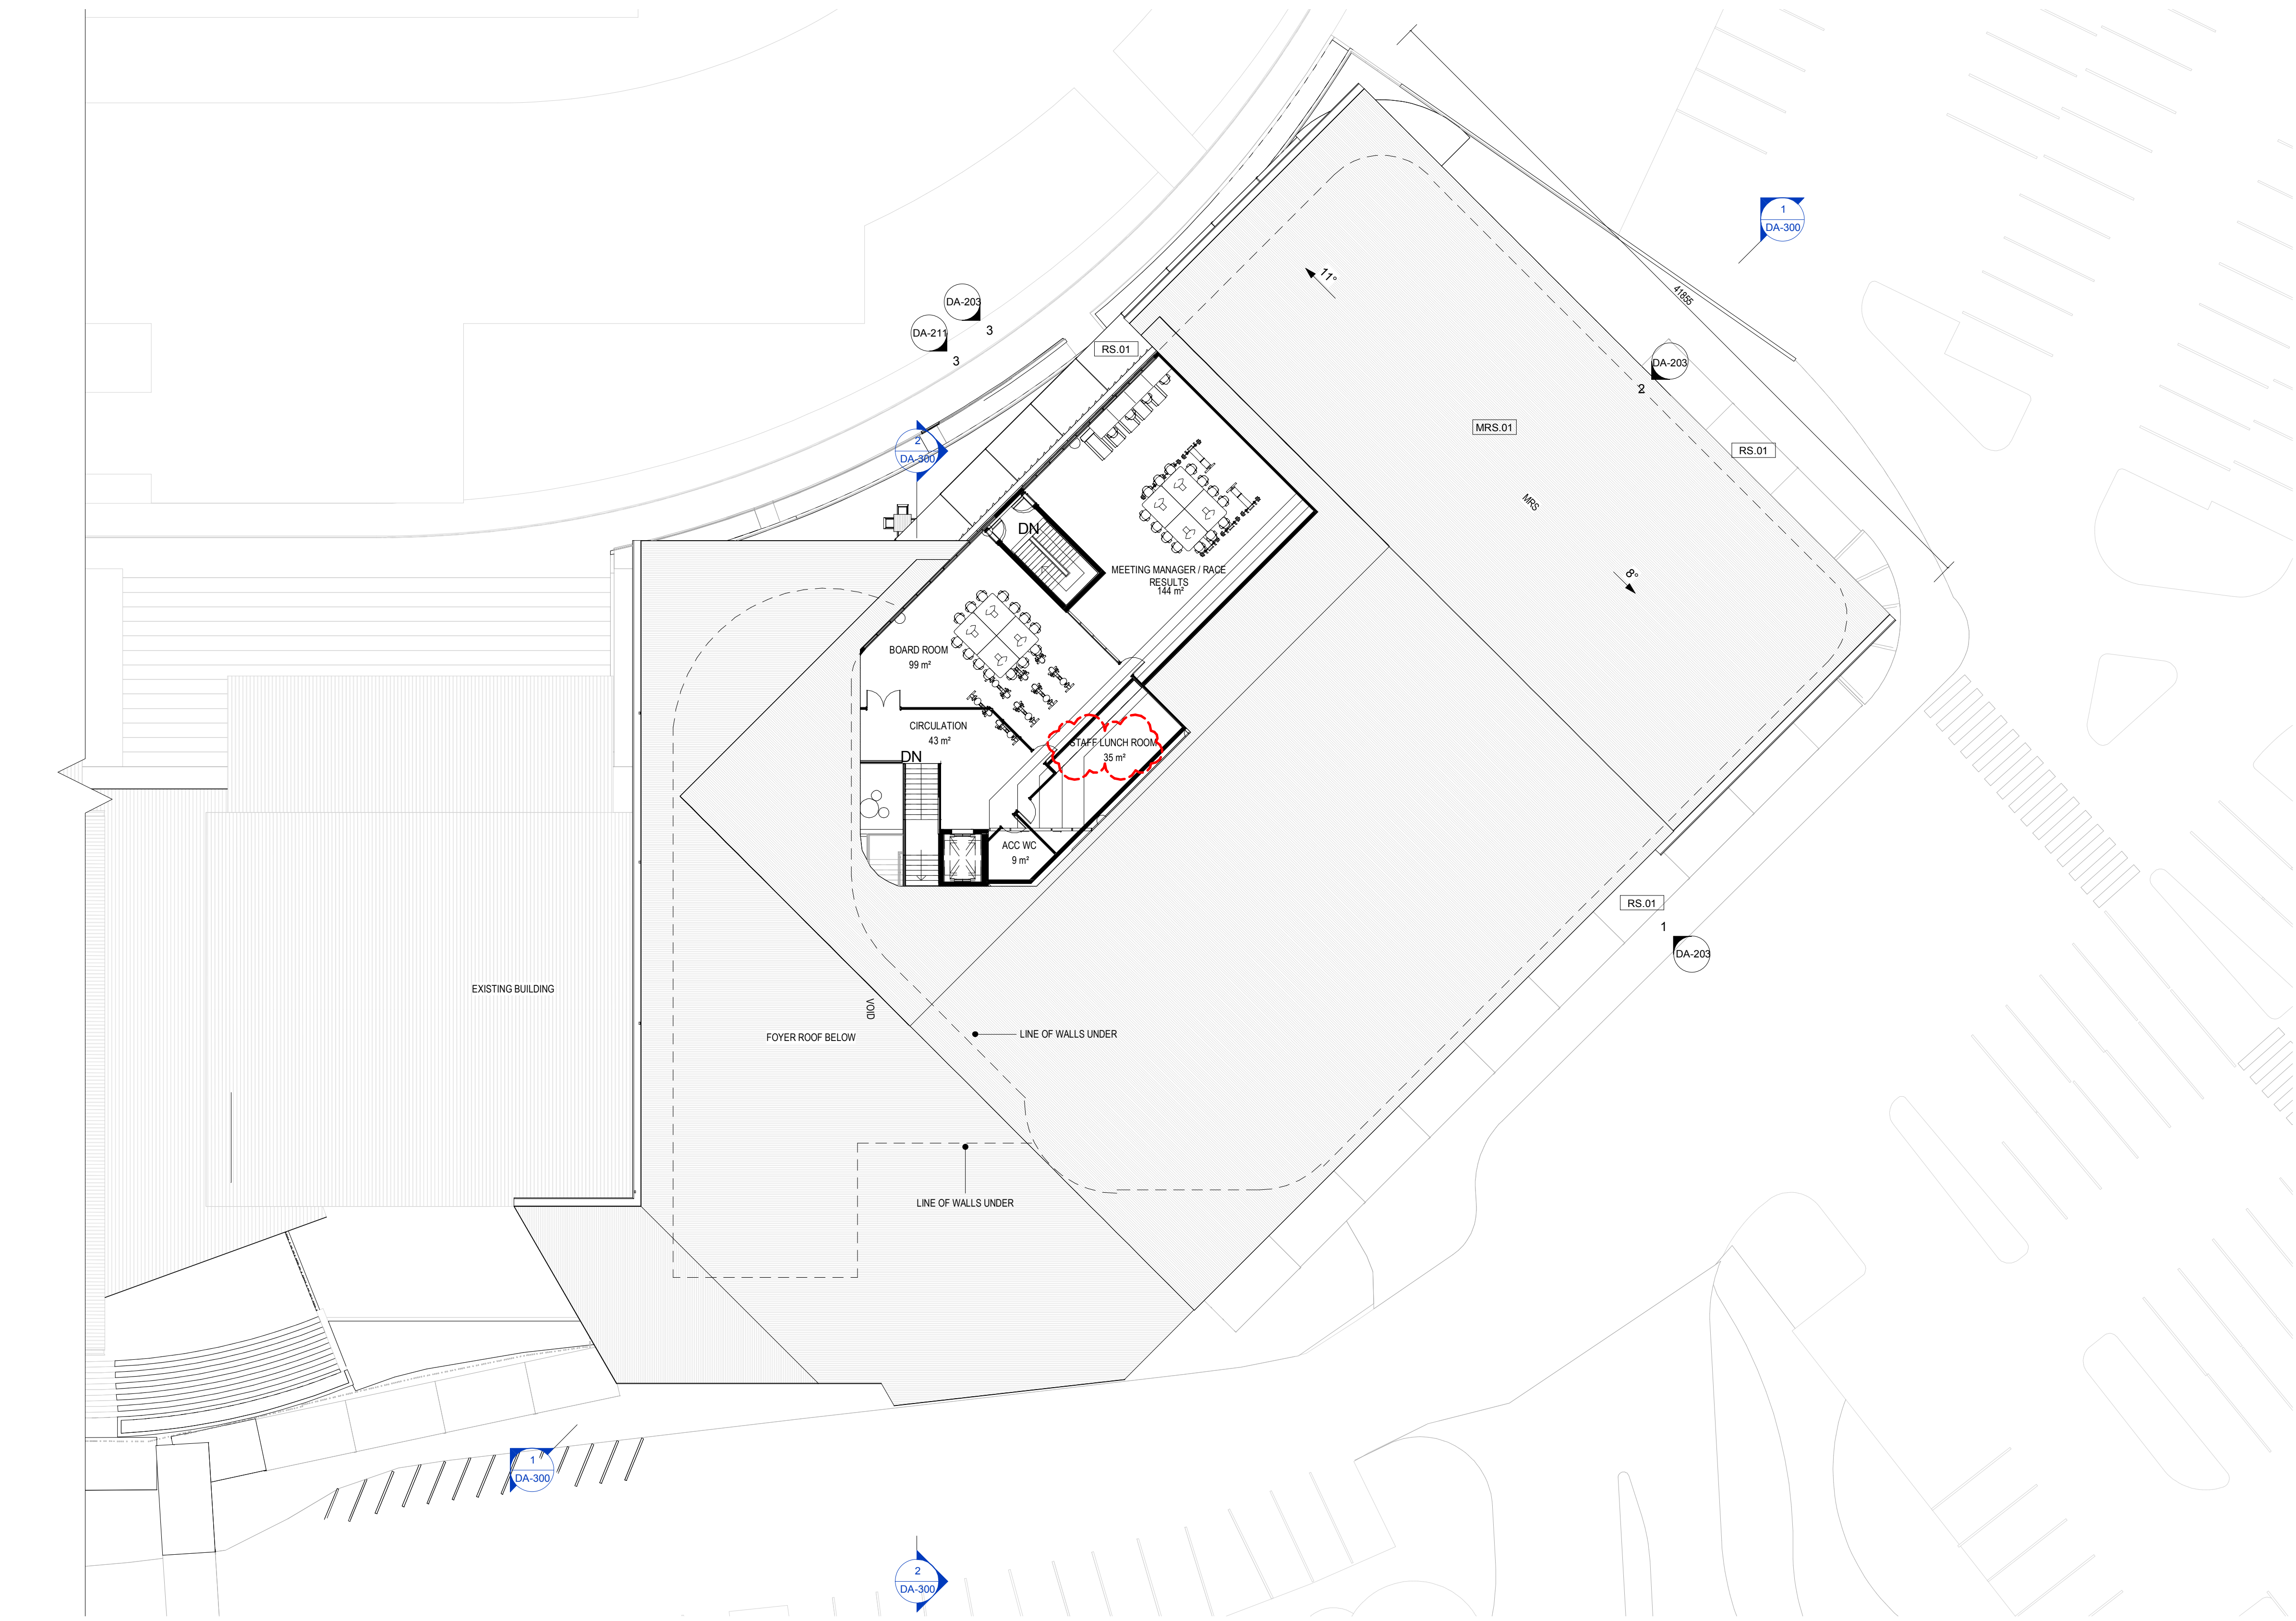 1
DA-300
11°
41855
DA-203
3
DA-211
3
RS.01
DA-203
2
MRS.01
RS.01
2
DA-300
MRS
DN
MEETING MANAGER / RACE
RESULTS
144 m²
8°
BOARD ROOM
99 m²
CIRCULATION
43 m²
STAFF LUNCH ROOM
35 m²
DN
ACC WC
9 m²
RS.01
1
DA-203
EXISTING BUILDING
VOID
FOYER ROOF BELOW
LINE OF WALLS UNDER
LINE OF WALLS UNDER
1
DA-300
2
DA-300